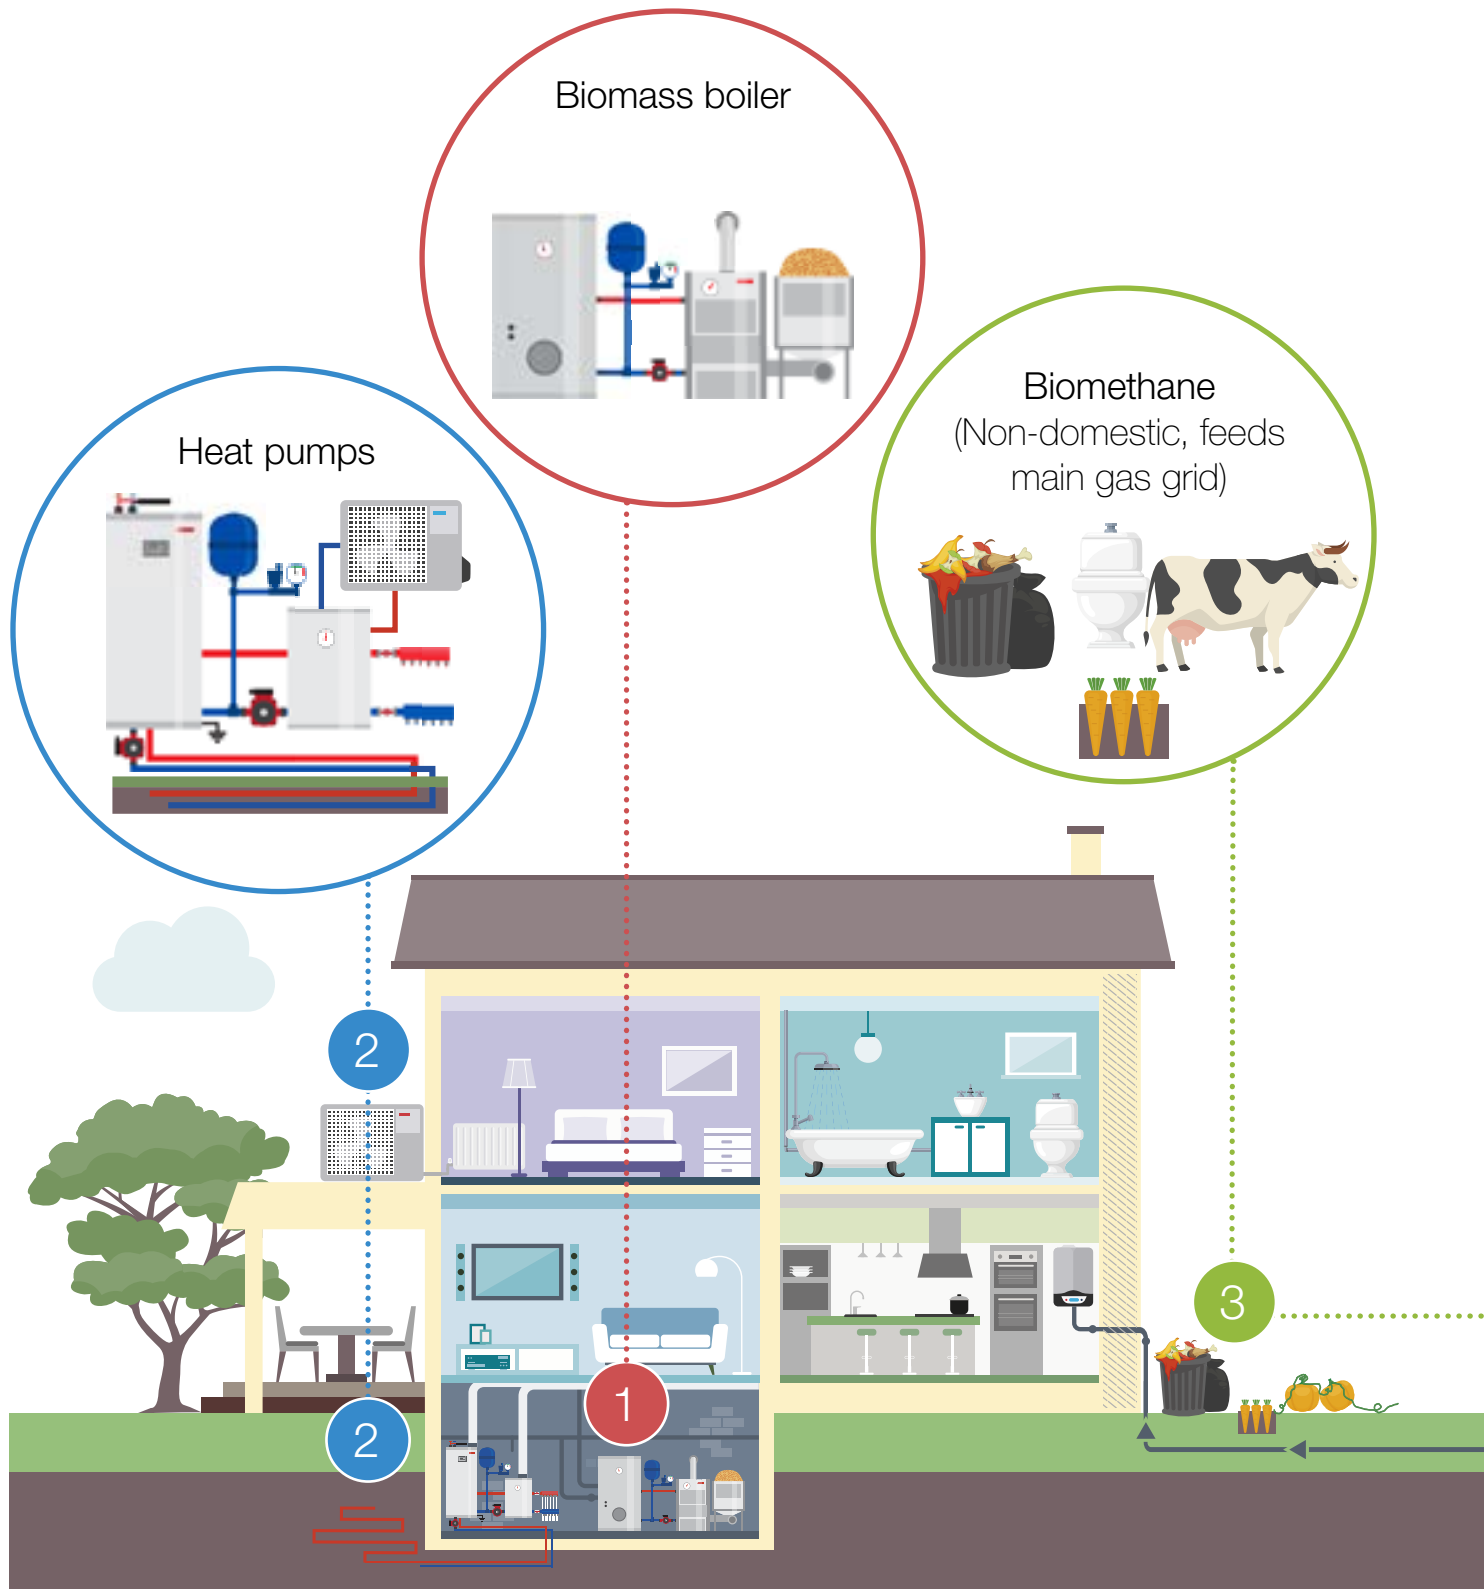 Biomass boiler
Biomethane
(Non-domestic, feeds
main gas grid)
Heat pumps
2
3
1
2